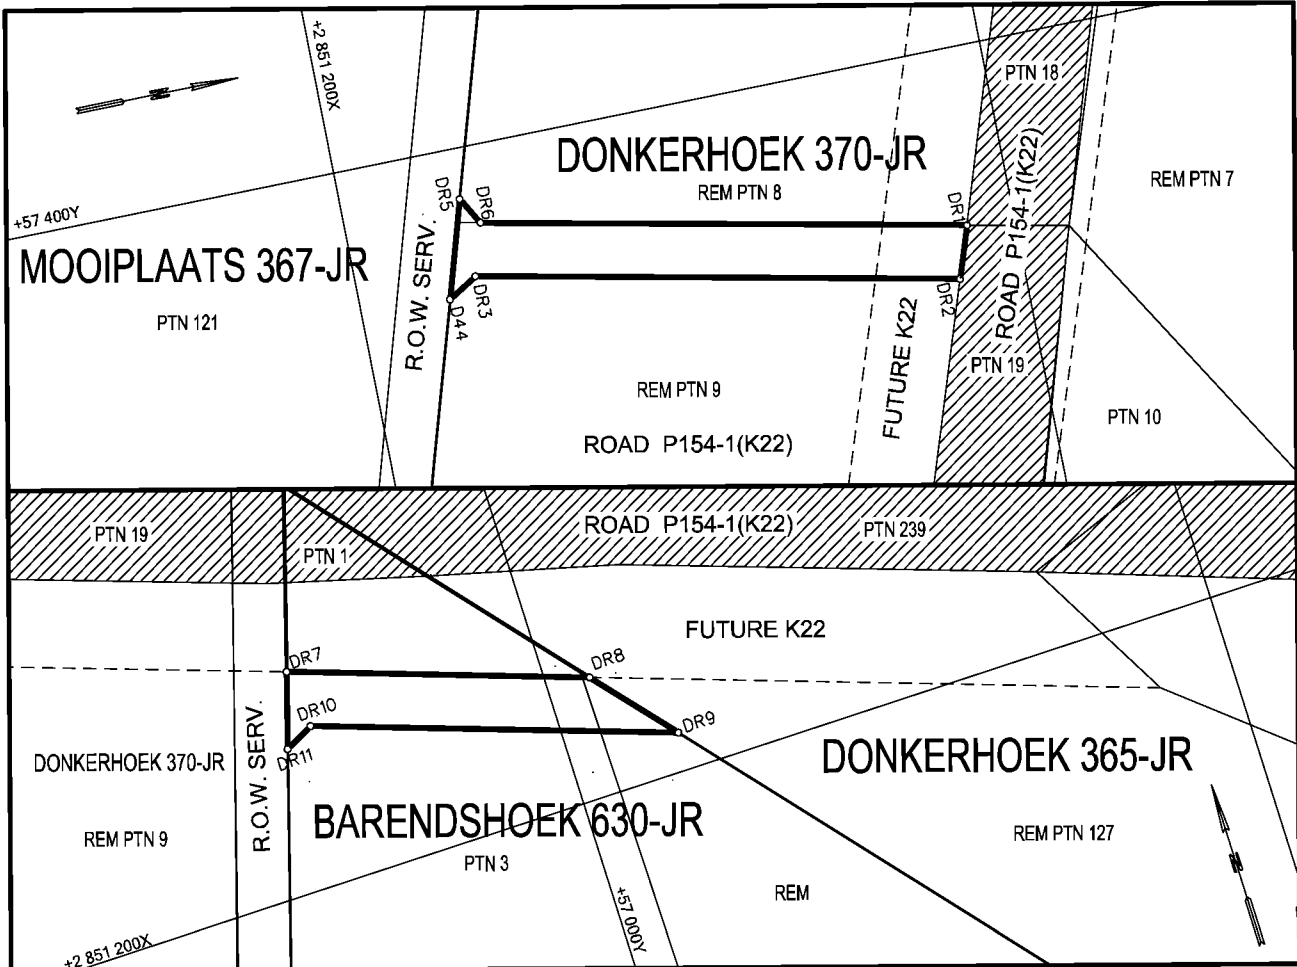 +2 851 200X
N
PTN 18
DONKERHOEK 370-JR
REM PTN 8
REM PTN 7
ROAD P154-1(K22)
+57 400Y
DR5
DR6
DR1
MOOIPLAATS 367-JR
PTN 121
R.O.W. SERV.
D44
DR3
DR2
FUTURE K22
PTN 19
REM PTN 9
PTN 10
ROAD P154-1(K22)
PTN 19
PTN 1
ROAD P154-1(K22)
PTN 239
FUTURE K22
DR7
DR8
DR10
DR9
DR11
R.O.W. SERV.
DONKERHOEK 370-JR
DONKERHOEK 365-JR
BARENDSHOEK 630-JR
REM PTN 9
PTN 3
REM PTN 127
REM
N
+57 000Y
+2 851 200X